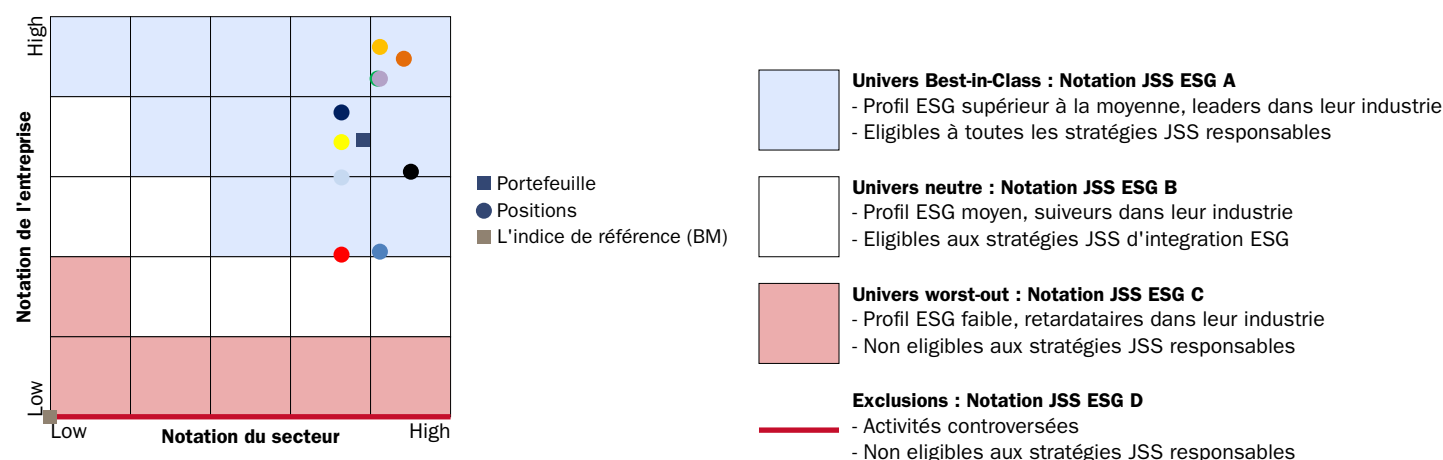 High
Notation de l'entreprise
Low
Low
Notation du secteur
High
Portefeuille
Positions
L'indice de référence (BM)
Univers Best-in-Class : Notation JSS ESG A
- Profil ESG supérieur à la moyenne, leaders dans leur industrie
- Eligibles à toutes les stratégies JSS responsables
Univers neutre : Notation JSS ESG B
- Profil ESG moyen, suiveurs dans leur industrie
- Eligibles aux stratégies JSS d'integration ESG
Univers worst-out : Notation JSS ESG C
- Profil ESG faible, retardataires dans leur industrie
- Non eligibles aux stratégies JSS responsables
Exclusions : Notation JSS ESG D
- Activités controversées
- Non eligibles aux stratégies JSS responsables